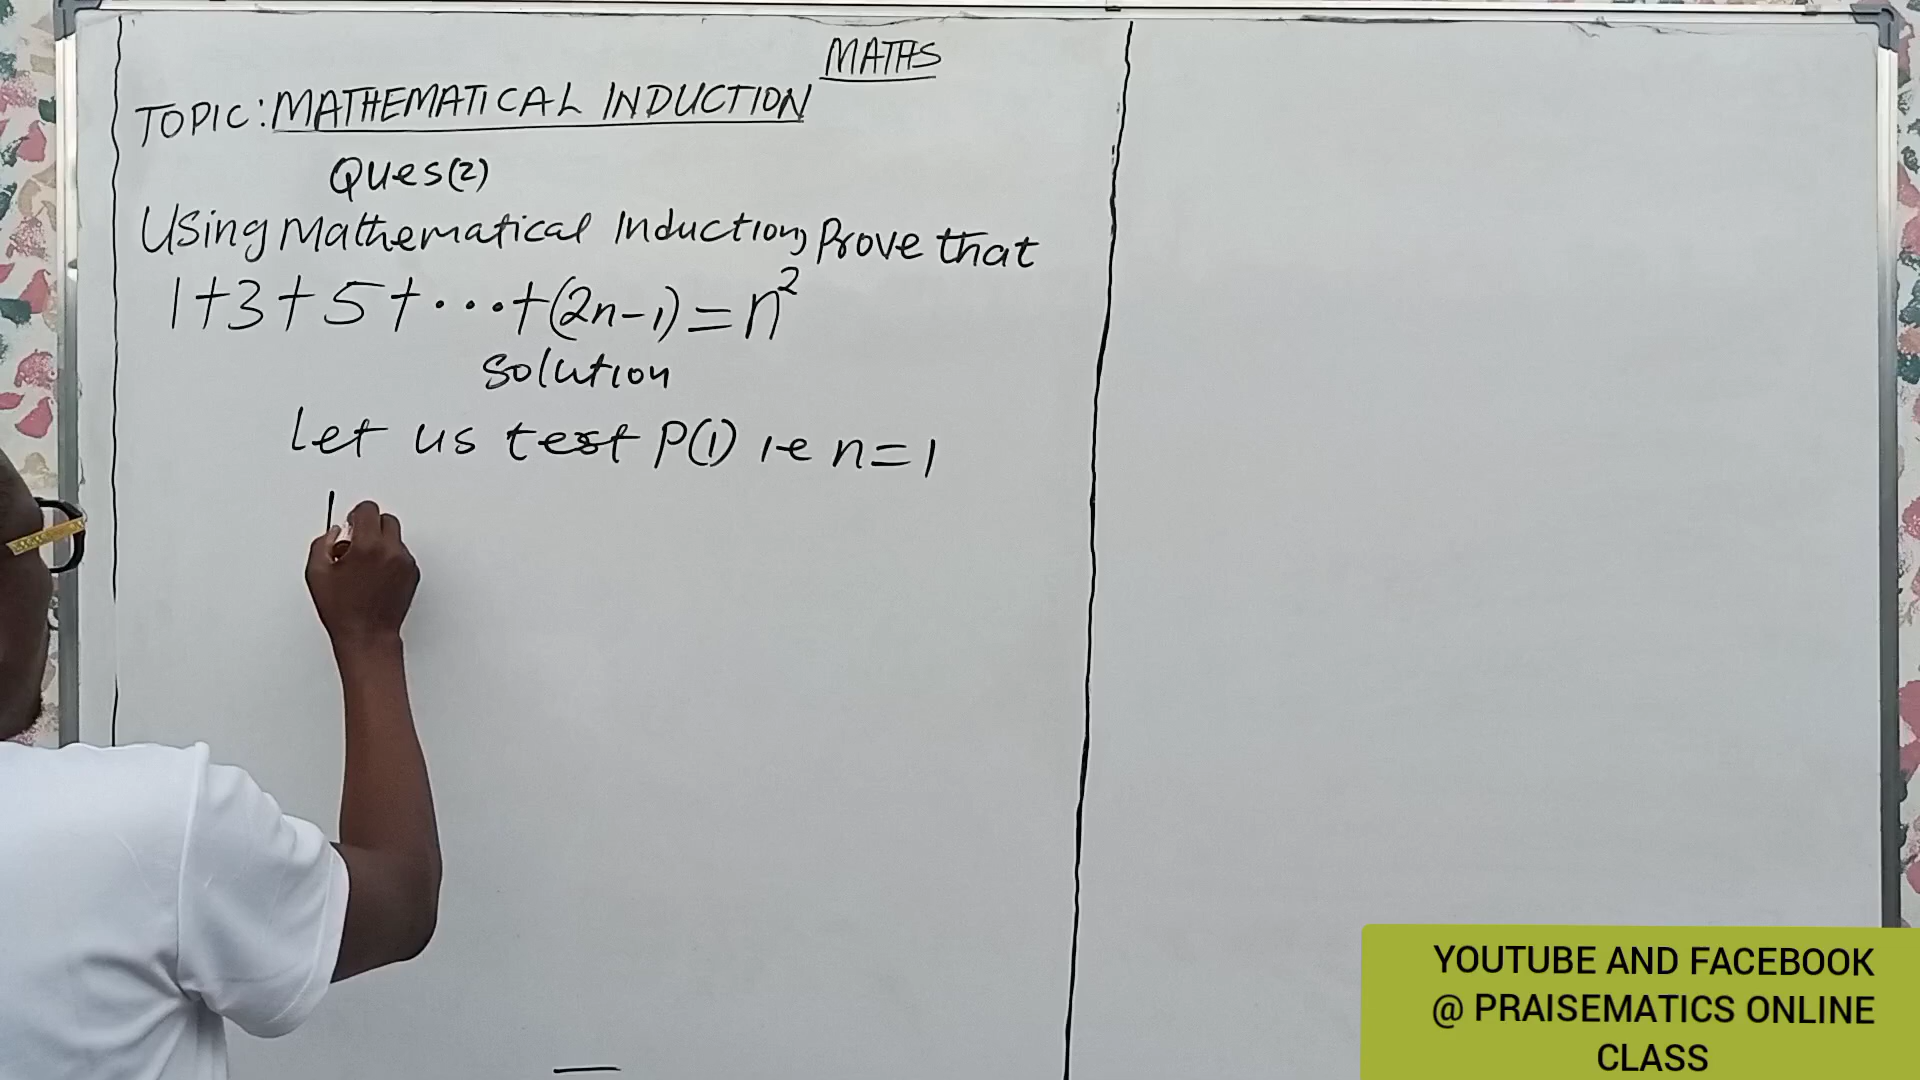 MATHS
TOPIC: MATHEMATICAL INDUCTION
Ques(2)
Using Mathematical Induction, Prove that
1+3+5+...+(2n-1)=n²
Solution
Let us test P(1) i.e n=1
YOUTUBE AND FACEBOOK
@ PRAISEMATICS ONLINE
CLASS